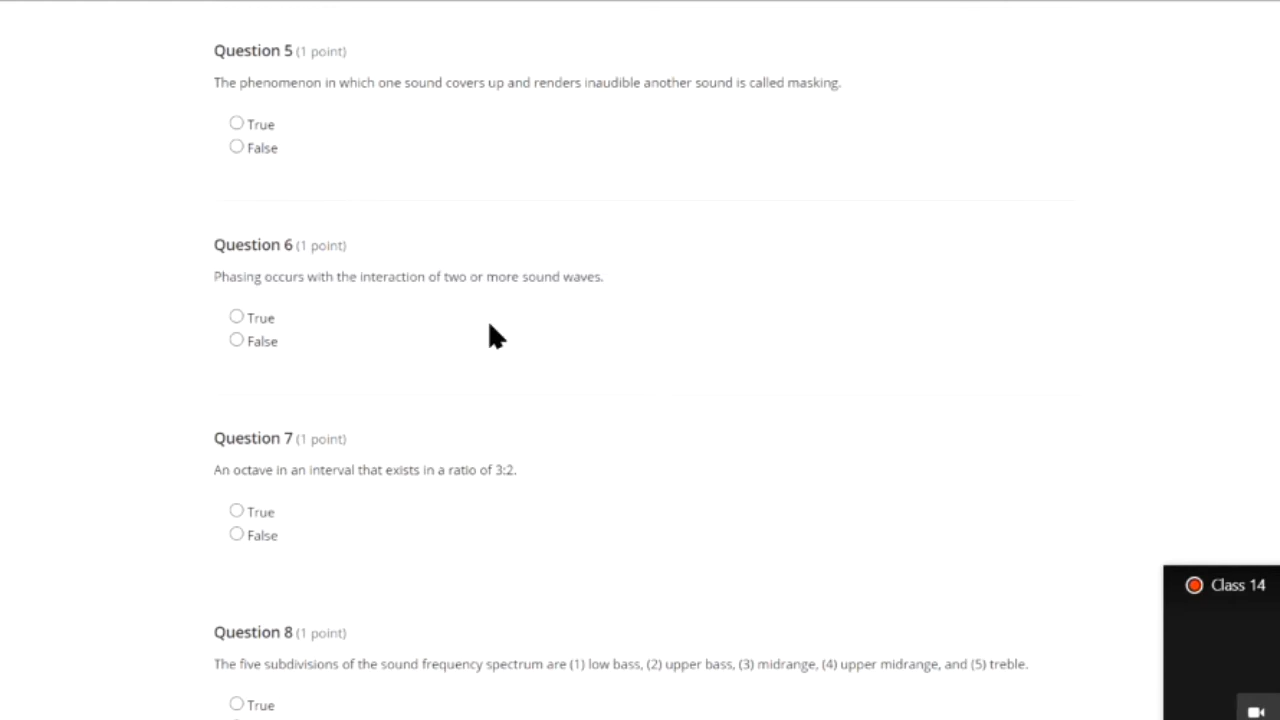 Question 5 (1 point)
The phenomenon in which one sound covers up and renders inaudible another sound is called masking.
True
False
Question 6 (1 point)
Phasing occurs with the interaction of two or more sound waves.
True
False
Question 7 (1 point)
An octave in an interval that exists in a ratio of 3:2.
True
False
Class 14
Question 8 (1 point)
The five subdivisions of the sound frequency spectrum are (1) low bass, (2) upper bass, (3) midrange, (4) upper midrange, and (5) treble.
True